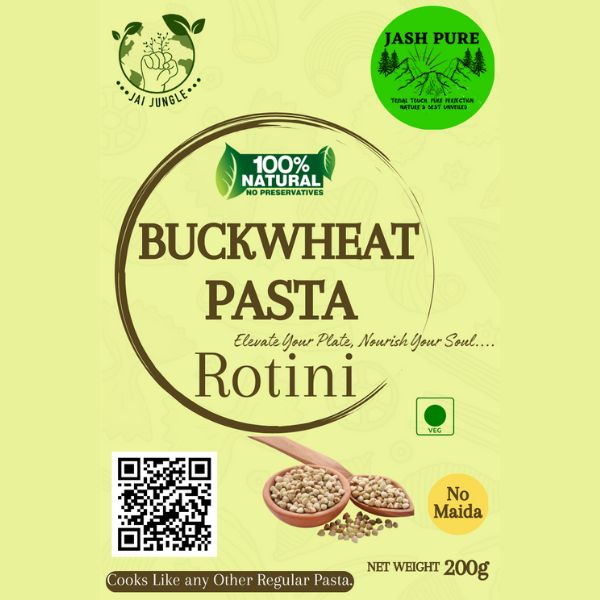 JAI JUNGLE
JASH PURE
TRIBAL TOUCH, PURE PERFECTION
NATURE'S BEST UNVEILED
100%
NATURAL
NO PRESERVATIVES
BUCKWHEAT
PASTA
Elevate Your Plate, Nourish Your Soul....
Rotini
VEG
No
Maida
NET WEIGHT 200g
Cooks Like any Other Regular Pasta.